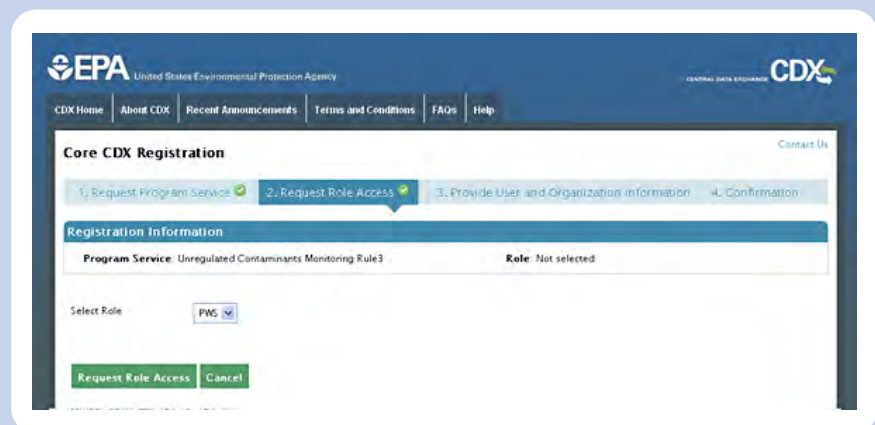 EPA United States Environmental Protection Agency
CENTRAL DATA EXCHANGE CDX
CDX Home About CDX Recent Announcements Terms and Conditions FAQs Help
Contact Us
Core CDX Registration
1. Request Program Service 2. Request Role Access 3. Provide User and Organization Information 4. Confirmation
Registration Information
Program Service: Unregulated Contaminants Monitoring Rule3 Role: Not selected
Select Role PWS
Request Role Access Cancel